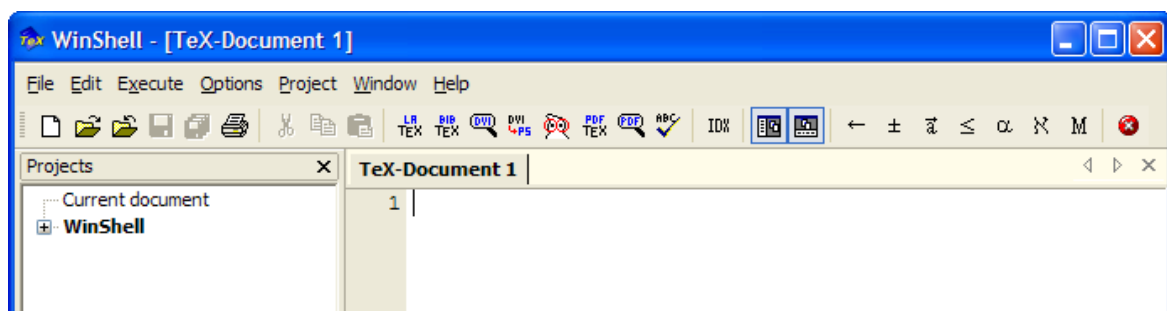 TeX WinShell - [TeX-Document 1]
File Edit Execute Options Project Window Help
LA TEX BIB TEX DVI DVI PS PDF TEX PDF ABC IDX ← ± a⃗ ≤ α ℵ M
Projects
TeX-Document 1
Current document
1
WinShell